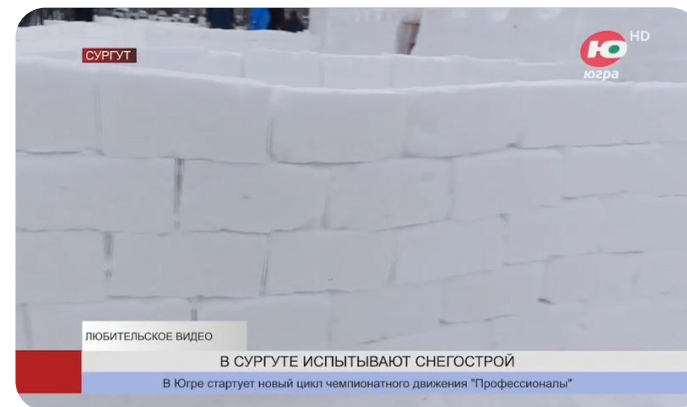 СУРГУТ
Ю HD
югра
ЛЮБИТЕЛЬСКОЕ ВИДЕО
В СУРГУТЕ ИСПЫТЫВАЮТ СНЕГОСТРОЙ
В Югре стартует новый цикл чемпионатного движения "Профессионалы"